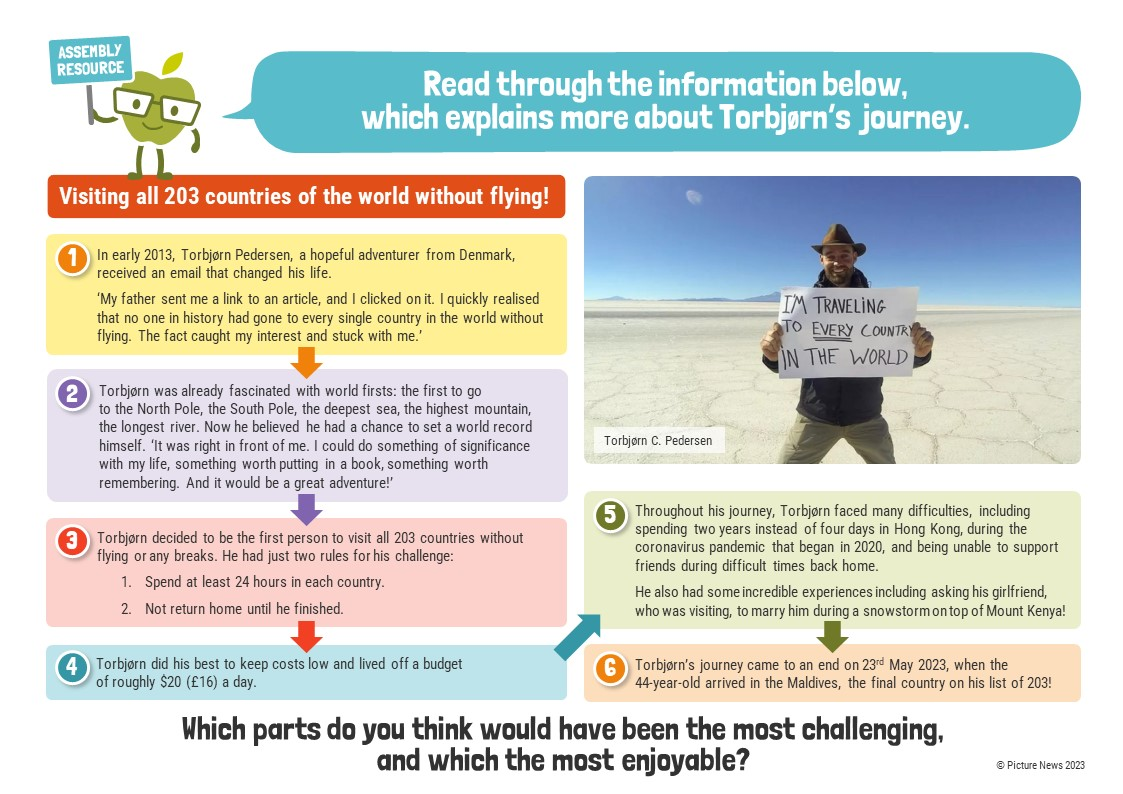 ASSEMBLY
RESOURCE
Read through the information below,
which explains more about Torbjørn's journey.
Visiting all 203 countries of the world without flying!
1
In early 2013, Torbjørn Pedersen, a hopeful adventurer from Denmark,
received an email that changed his life.
'My father sent me a link to an article, and I clicked on it. I quickly realised
that no one in history had gone to every single country in the world without
flying. The fact caught my interest and stuck with me.'
2
Torbjørn was already fascinated with world firsts: the first to go
to the North Pole, the South Pole, the deepest sea, the highest mountain,
the longest river. Now he believed he had a chance to set a world record
himself. 'It was right in front of me. I could do something of significance
with my life, something worth putting in a book, something worth
remembering. And it would be a great adventure!'
3
Torbjørn decided to be the first person to visit all 203 countries without
flying or any breaks. He had just two rules for his challenge:
1. Spend at least 24 hours in each country.
2. Not return home until he finished.
4
Torbjørn did his best to keep costs low and lived off a budget
of roughly $20 (£16) a day.
I'M TRAVELING
TO EVERY COUNTRY
IN THE WORLD
Torbjørn C. Pedersen
5
Throughout his journey, Torbjørn faced many difficulties, including
spending two years instead of four days in Hong Kong, during the
coronavirus pandemic that began in 2020, and being unable to support
friends during difficult times back home.
He also had some incredible experiences including asking his girlfriend,
who was visiting, to marry him during a snowstorm on top of Mount Kenya!
6
Torbjørn's journey came to an end on 23rd May 2023, when the
44-year-old arrived in the Maldives, the final country on his list of 203!
Which parts do you think would have been the most challenging,
and which the most enjoyable?
© Picture News 2023